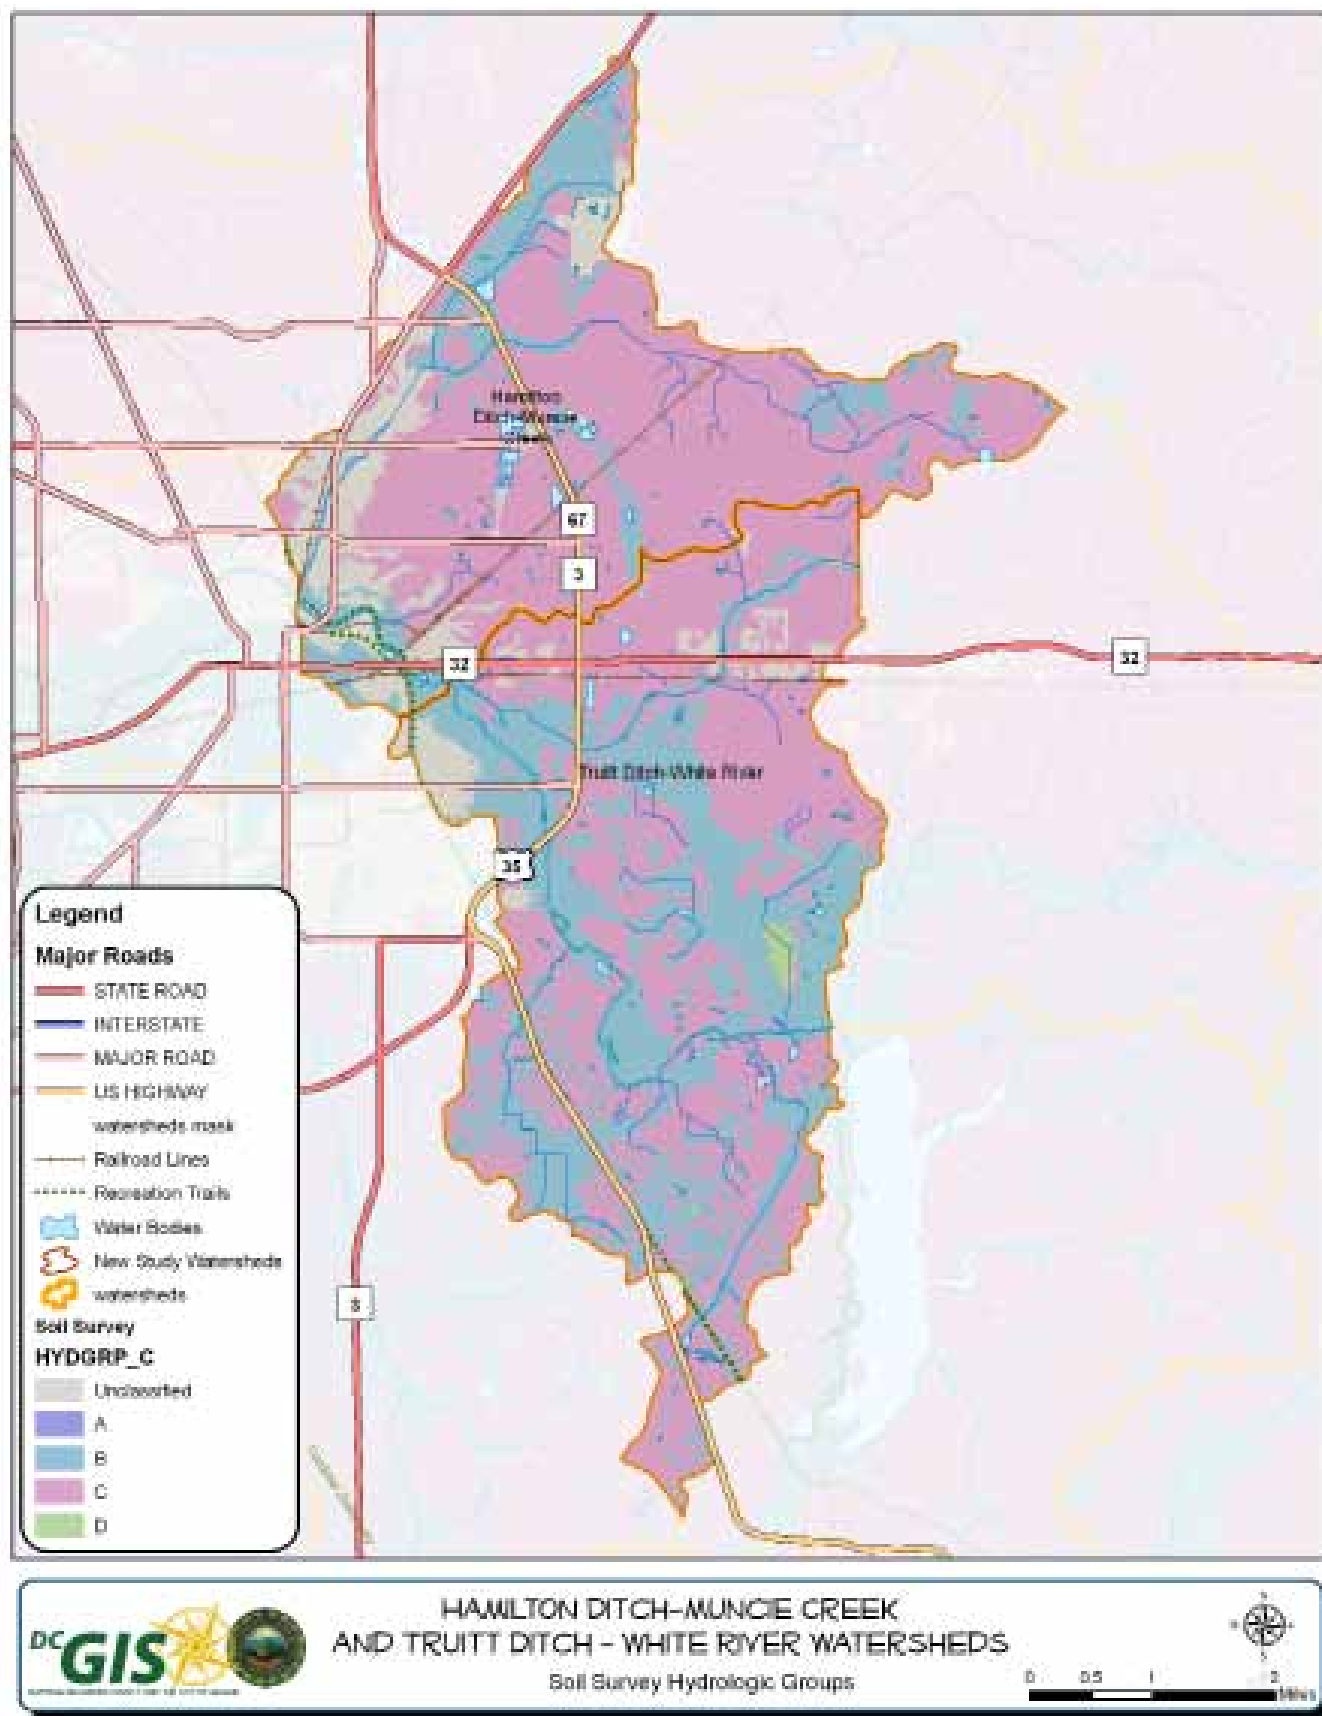 Hamilton
Ditch-Muncie
Creek
67
3
32
32
Truitt Ditch-White River
35
3
Legend
Major Roads
STATE ROAD
INTERSTATE
MAJOR ROAD
US HIGHWAY
watersheds mask
Railroad Lines
Recreation Trails
Water Bodies
New Study Watersheds
watersheds
Soil Survey
HYDGRP_C
Unclassified
A
B
C
D
DC GIS
HAMILTON DITCH-MUNCIE CREEK
AND TRUITT DITCH - WHITE RIVER WATERSHEDS
Soil Survey Hydrologic Groups
0 0.5 1 2
Miles